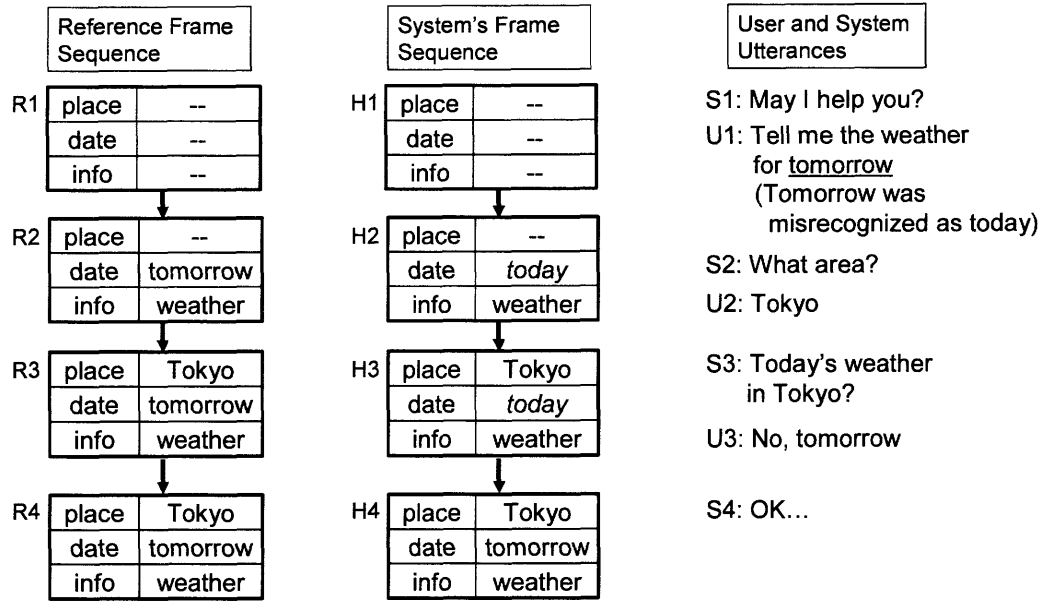 Reference Frame
Sequence
System's Frame
Sequence
User and System
Utterances
R1
place --
date --
info --
R2
place --
date tomorrow
info weather
R3
place Tokyo
date tomorrow
info weather
R4
place Tokyo
date tomorrow
info weather
H1
place --
date --
info --
H2
place --
date today
info weather
H3
place Tokyo
date today
info weather
H4
place Tokyo
date tomorrow
info weather
S1: May I help you?
U1: Tell me the weather
for tomorrow
(Tomorrow was
misrecognized as today)
S2: What area?
U2: Tokyo
S3: Today's weather
in Tokyo?
U3: No, tomorrow
S4: OK...